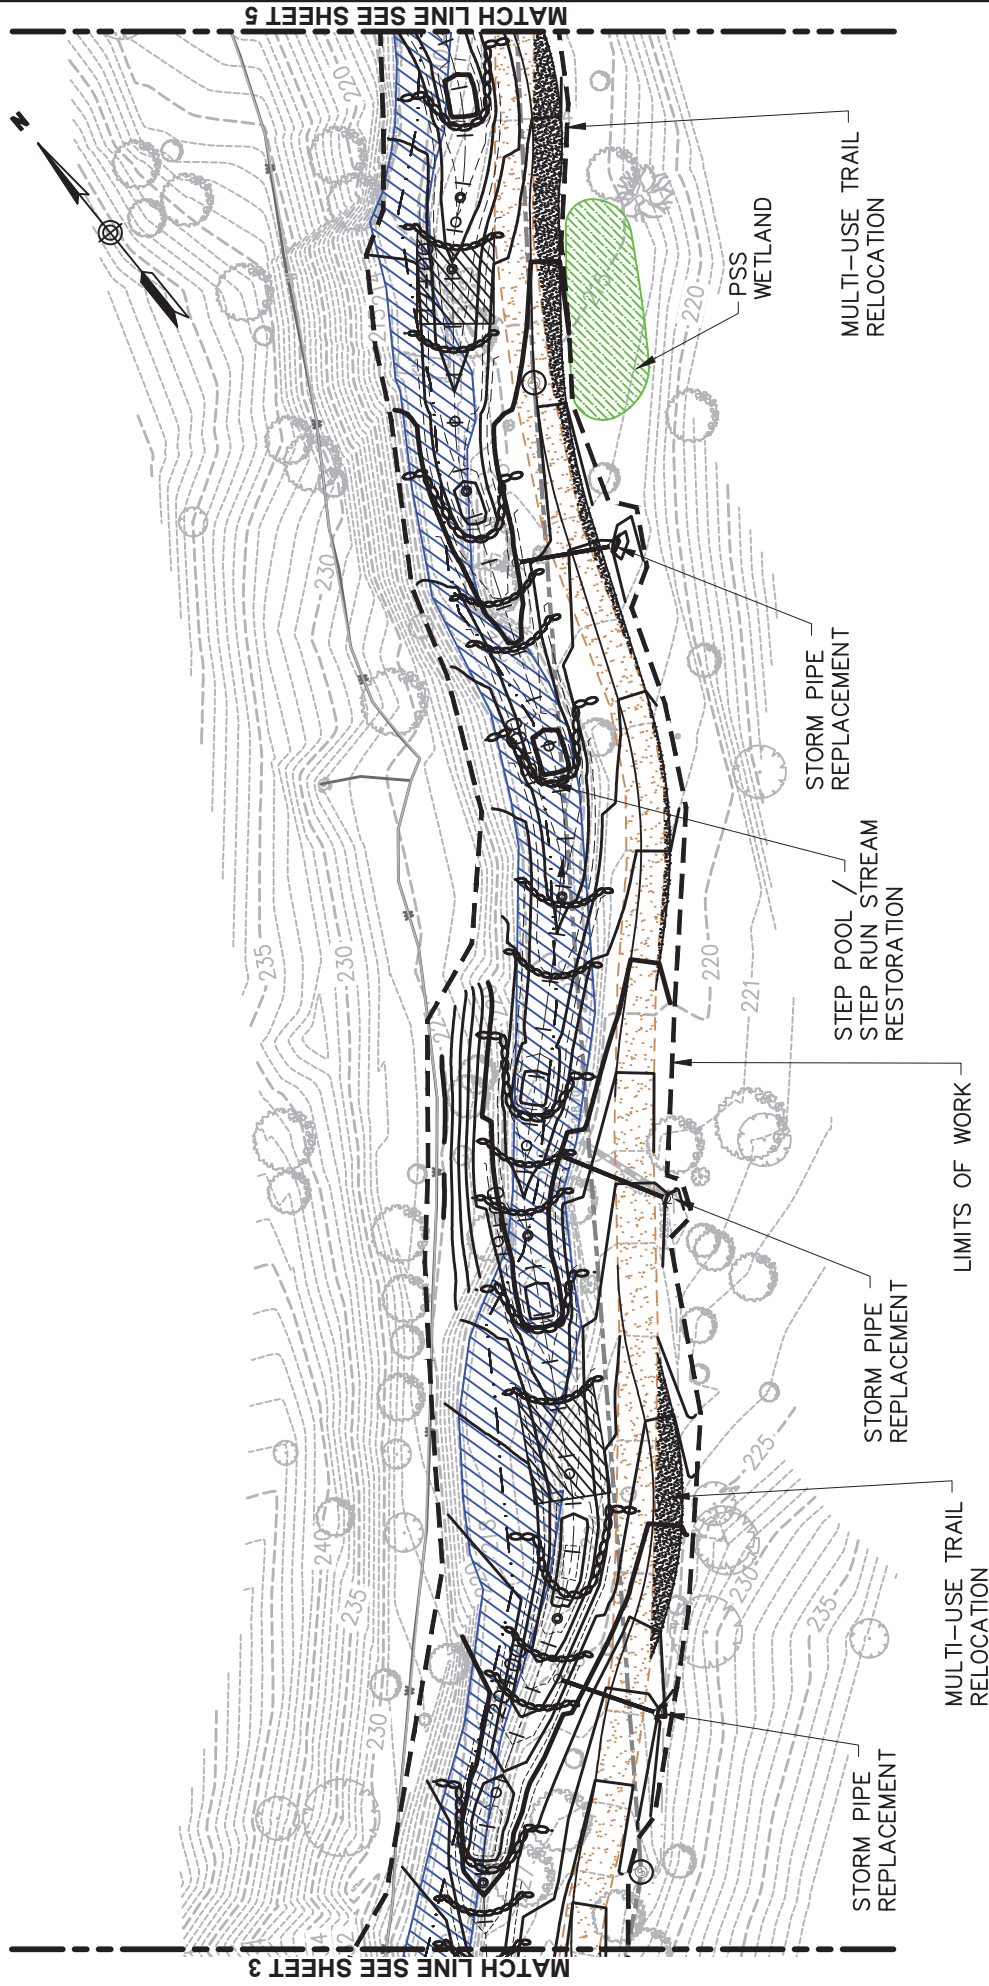 MATCH LINE SEE SHEET 5
N
220
230
230
235
220
221
215
220
PSS
WETLAND
MULTI-USE TRAIL
RELOCATION
STORM PIPE
REPLACEMENT
STEP POOL /
STEP RUN STREAM
RESTORATION
LIMITS OF WORK
STORM PIPE
REPLACEMENT
MULTI-USE TRAIL
RELOCATION
STORM PIPE
REPLACEMENT
240
235
230
225
230
235
MATCH LINE SEE SHEET 3